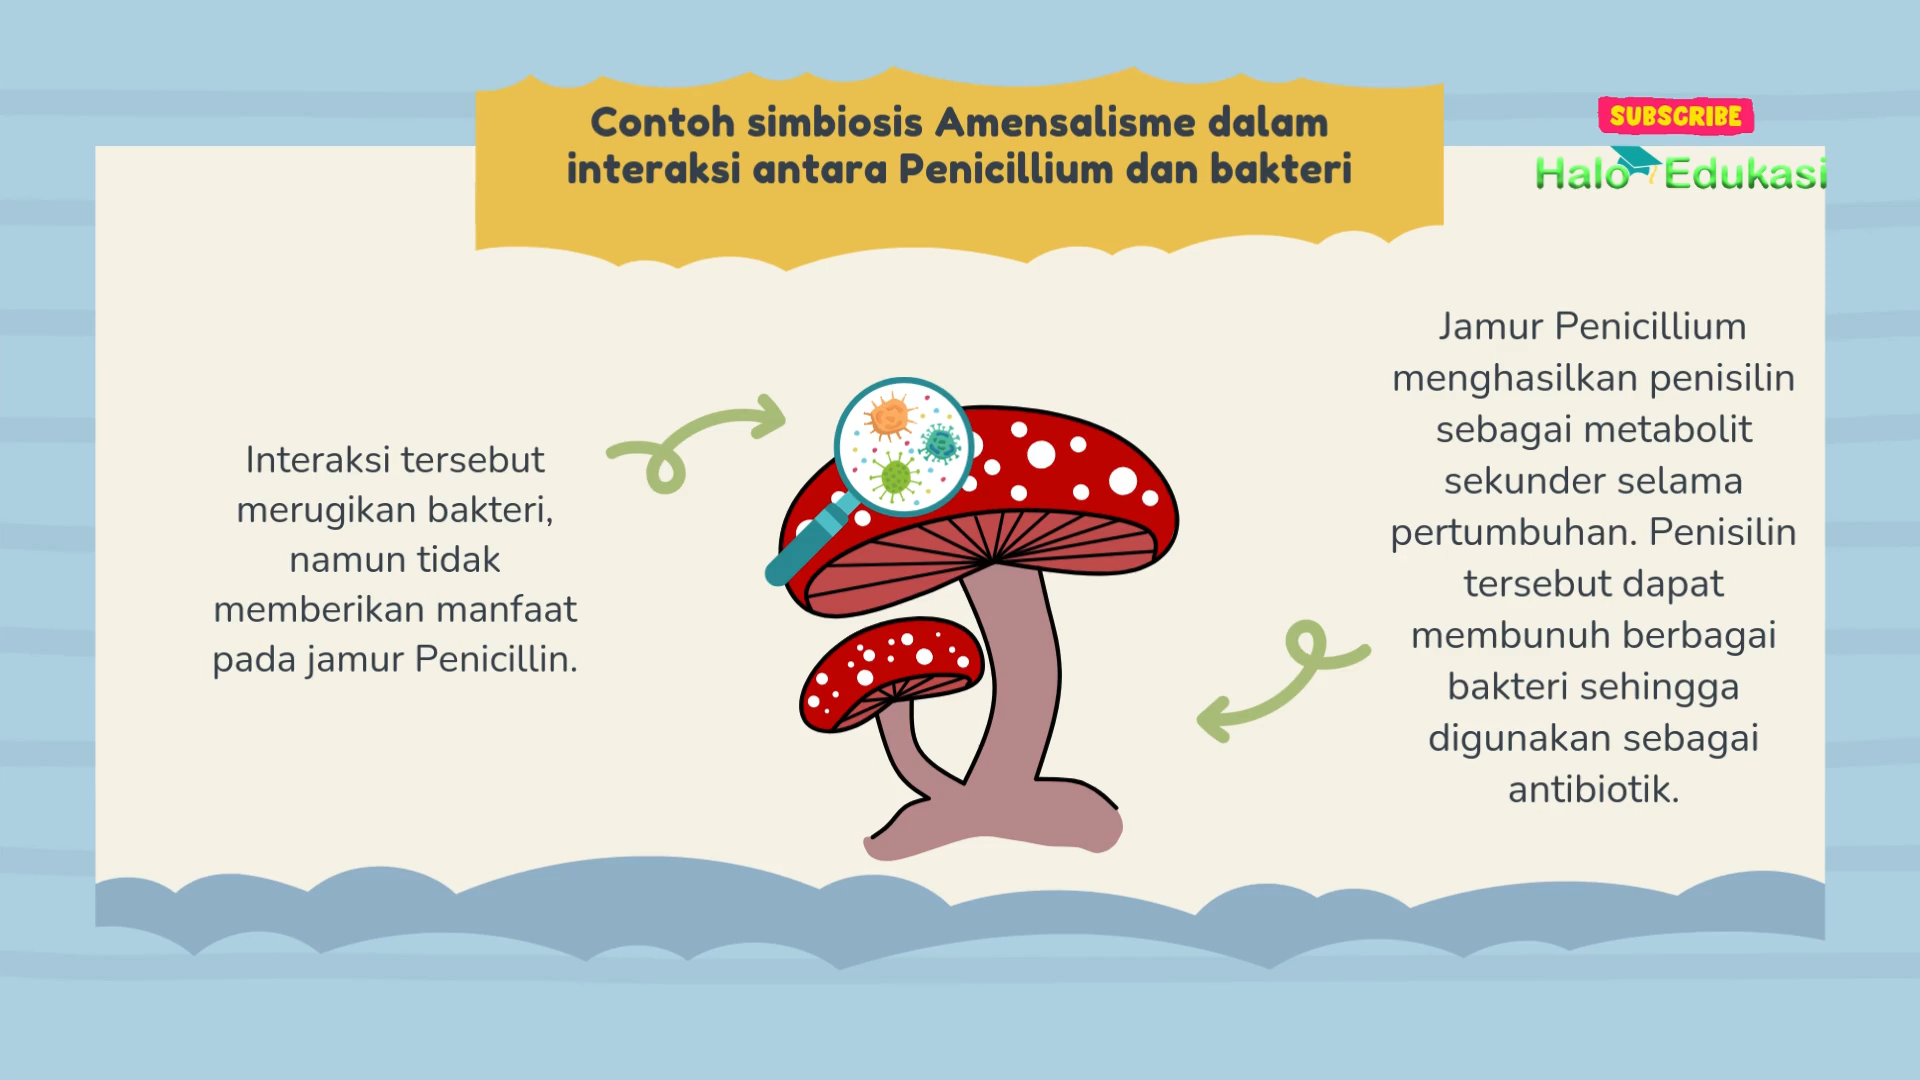 Contoh simbiosis Amensalisme dalam
interaksi antara Penicillium dan bakteri
SUBSCRIBE
Halo Edukasi
Interaksi tersebut
merugikan bakteri,
namun tidak
memberikan manfaat
pada jamur Penicillin.
Jamur Penicillium
menghasilkan penisilin
sebagai metabolit
sekunder selama
pertumbuhan. Penisilin
tersebut dapat
membunuh berbagai
bakteri sehingga
digunakan sebagai
antibiotik.